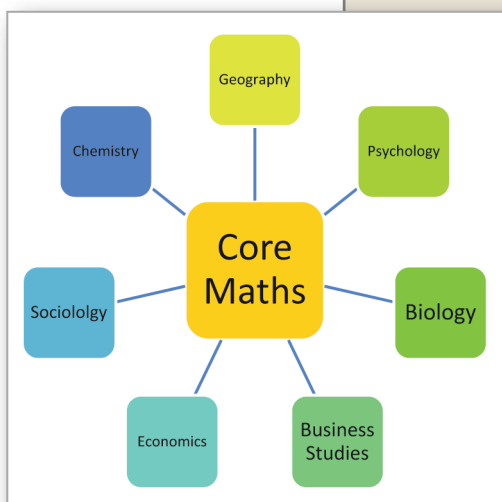 Geography
Chemistry
Psychology
Core
Maths
Sociololgy
Biology
Economics
Business
Studies